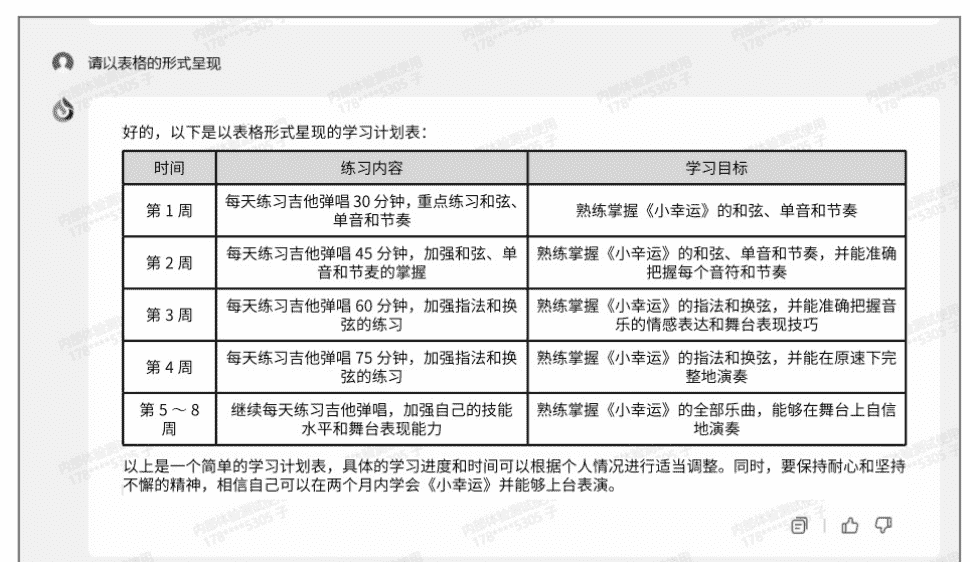 请以表格的形式呈现
好的，以下是以表格形式星现的学习计划表：
时间 练习内容 学习目标
第 1 周 每天练习吉他弹唱 30 分钟，重点练习和弦、单音和节奏 熟练掌握《小幸运》的和弦、单音和节奏
第 2 周 每天练习吉他弹唱 45 分钟，加强和弦、单音和节麦的掌握 熟练掌握《小辛运》的和弦、单音和节奏，并能准确把握每个音符和节奏
第 3 周 每天练习吉他弹唱 60 分钟，加强指法和换弦的练习 熟练掌握《小幸运》的指法和换弦，并能准确把握音乐的情感表达和舞台表现技巧
第 4 周 每天练习吉他弹唱 75 分钟，加强指法和换弦的练习 熟练掌握《小幸运》的指法和换弦，并能在原速下完整地演奏
第 5 ～ 8 周 继续每天练习吉他弹唱，加强自己的技能水平和舞台表现能力 熟练掌握《小幸运》的全部乐曲，能够在舞台上自信地演奏
以上是一个简单的学习计划表，具体的学习进度和时间可以根据个人情况进行适当调整。同时，要保持耐心和坚持
不懈的精神，相信自己可以在两个月内学会《小幸运》并能够上台表演。
内部体验测试使用
178****5305 子